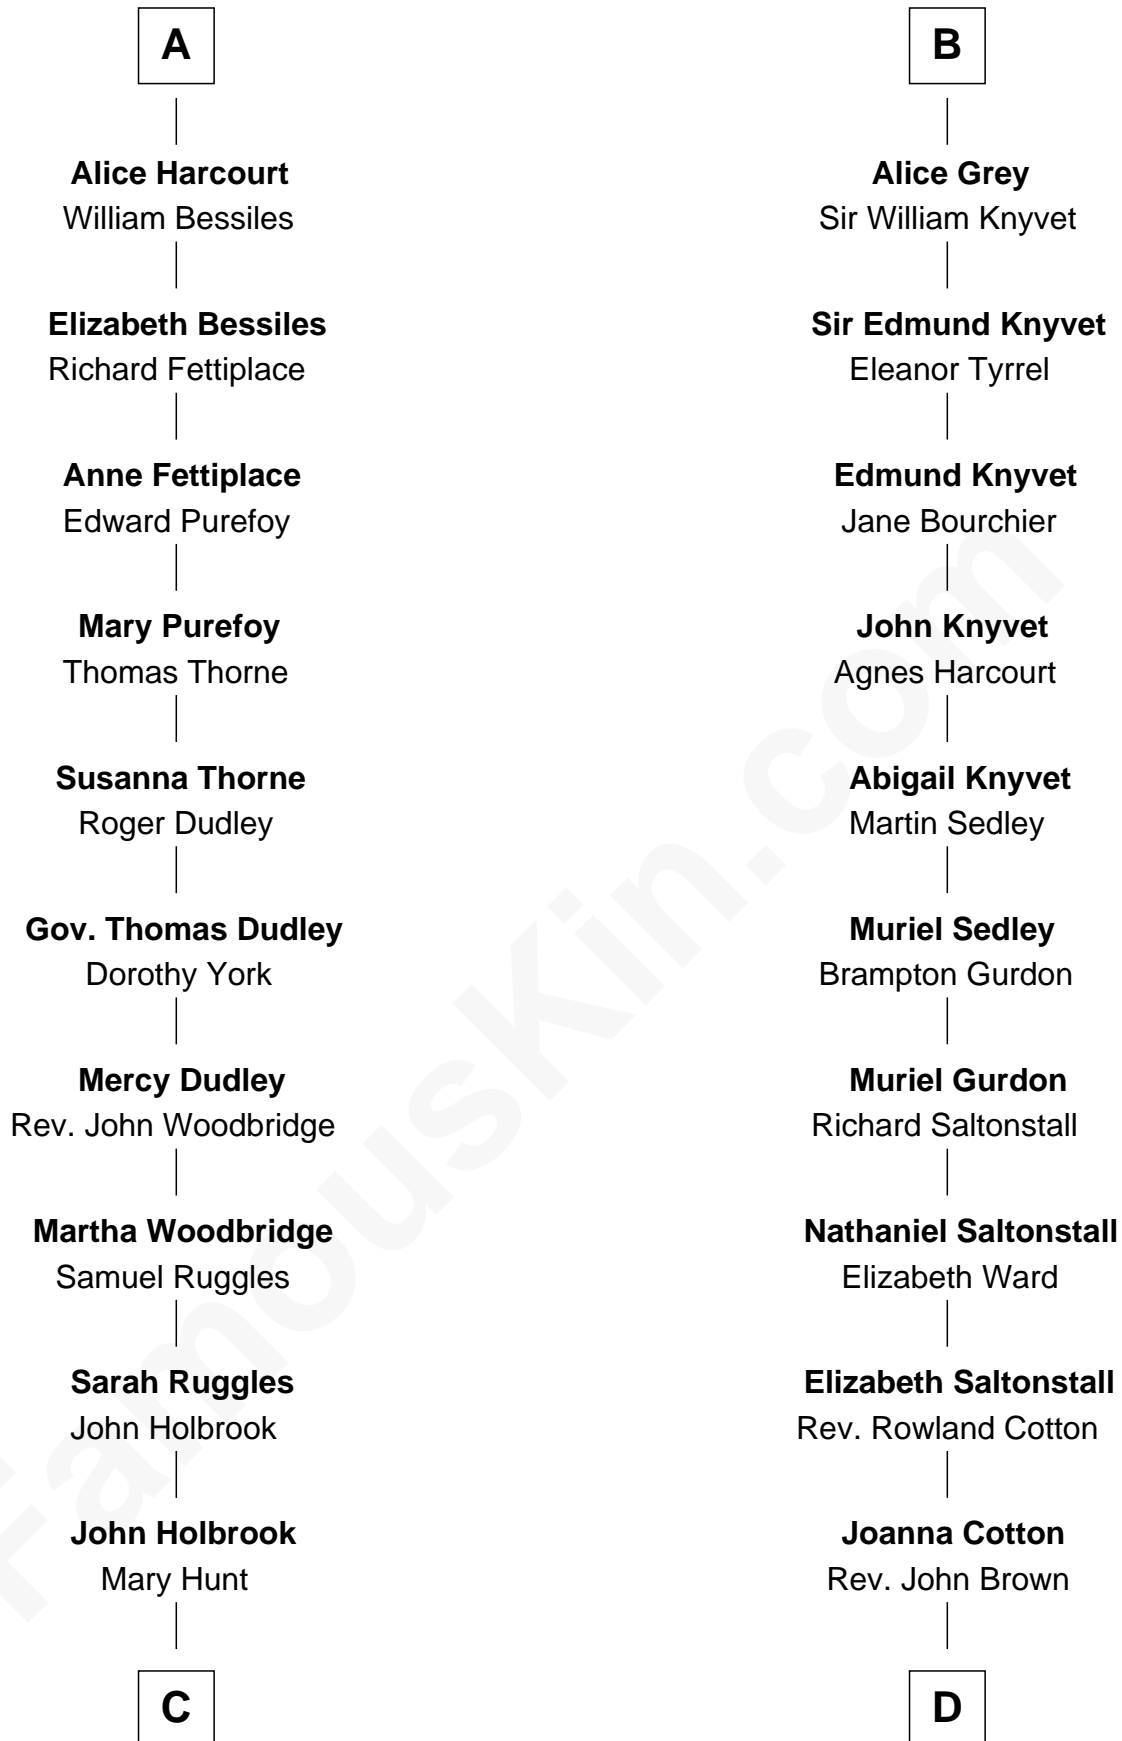 A
Alice Harcourt
William Bessiles
Elizabeth Bessiles
Richard Fettiplace
Anne Fettiplace
Edward Purefoy
Mary Purefoy
Thomas Thorne
Susanna Thorne
Roger Dudley
Gov. Thomas Dudley
Dorothy York
Mercy Dudley
Rev. John Woodbridge
Martha Woodbridge
Samuel Ruggles
Sarah Ruggles
John Holbrook
John Holbrook
Mary Hunt
C
B
Alice Grey
Sir William Knyvet
Sir Edmund Knyvet
Eleanor Tyrrel
Edmund Knyvet
Jane Bourchier
John Knyvet
Agnes Harcourt
Abigail Knyvet
Martin Sedley
Muriel Sedley
Brampton Gurdon
Muriel Gurdon
Richard Saltonstall
Nathaniel Saltonstall
Elizabeth Ward
Elizabeth Saltonstall
Rev. Rowland Cotton
Joanna Cotton
Rev. John Brown
D
FamousKin.com